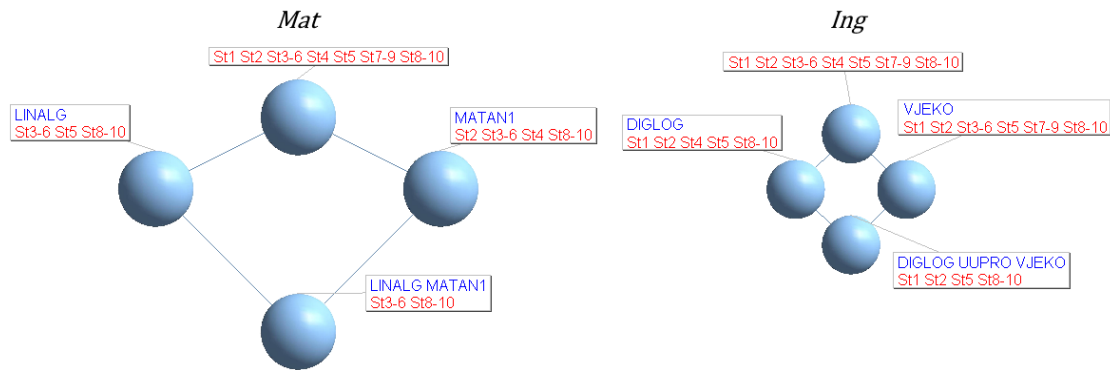 Mat
St1 St2 St3-6 St4 St5 St7-9 St8-10
LINALG
St3-6 St5 St8-10
MATAN1
St2 St3-6 St4 St8-10
LINALG MATAN1
St3-6 St8-10
Ing
St1 St2 St3-6 St4 St5 St7-9 St8-10
DIGLOG
St1 St2 St4 St5 St8-10
VJEKO
St1 St2 St3-6 St5 St7-9 St8-10
DIGLOG UUPRO VJEKO
St1 St2 St5 St8-10